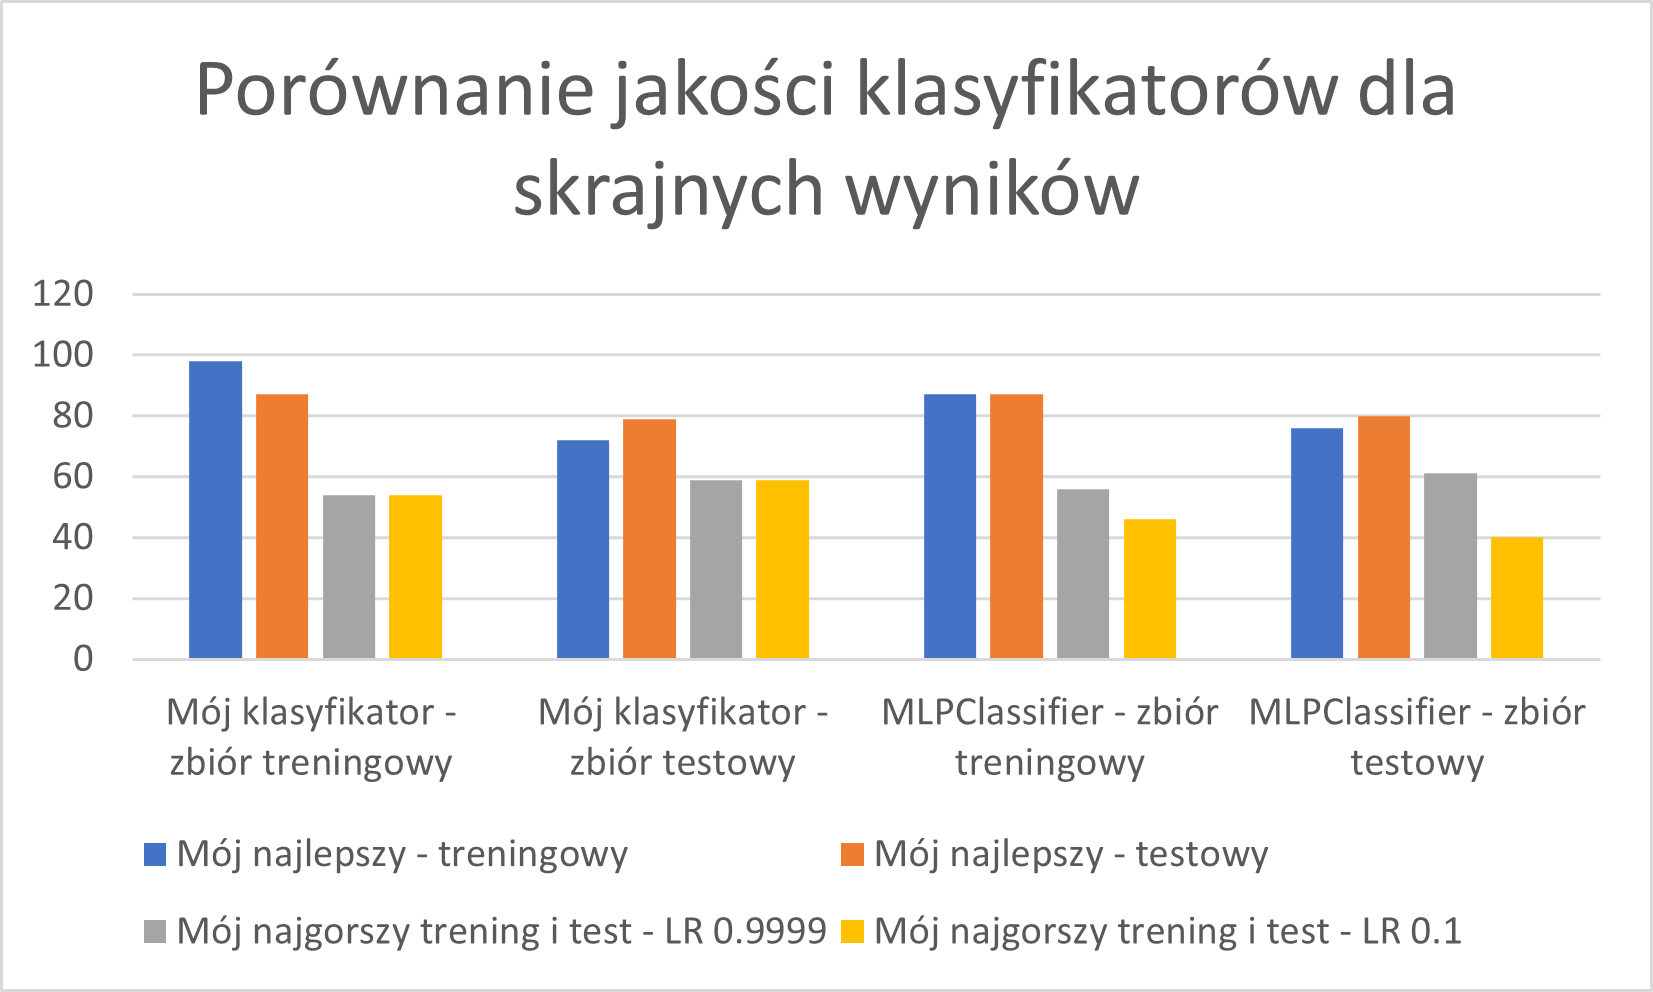 Porównanie jakości klasyfikatorów dla
skrajnych wyników
120
100
80
60
40
20
0
Mój klasyfikator -
zbiór treningowy
Mój klasyfikator -
zbiór testowy
MLPClassifier - zbiór
treningowy
MLPClassifier - zbiór
testowy
Mój najlepszy - treningowy
Mój najlepszy - testowy
Mój najgorszy trening i test - LR 0.9999
Mój najgorszy trening i test - LR 0.1